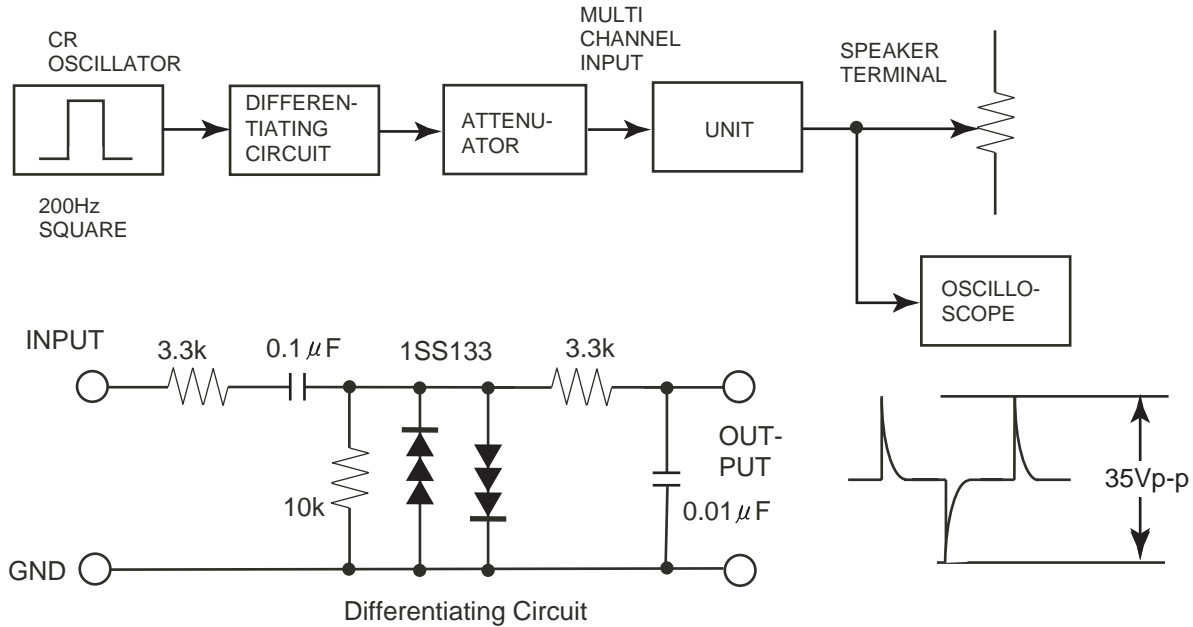 CR
OSCILLATOR
MULTI
CHANNEL
INPUT
SPEAKER
TERMINAL
DIFFEREN-
TIATING
CIRCUIT
ATTENU-
ATOR
UNIT
200Hz
SQUARE
OSCILLO-
SCOPE
INPUT
3.3k
0.1μF
1SS133
3.3k
OUT-
PUT
10k
0.01μF
35Vp-p
GND
Differentiating Circuit